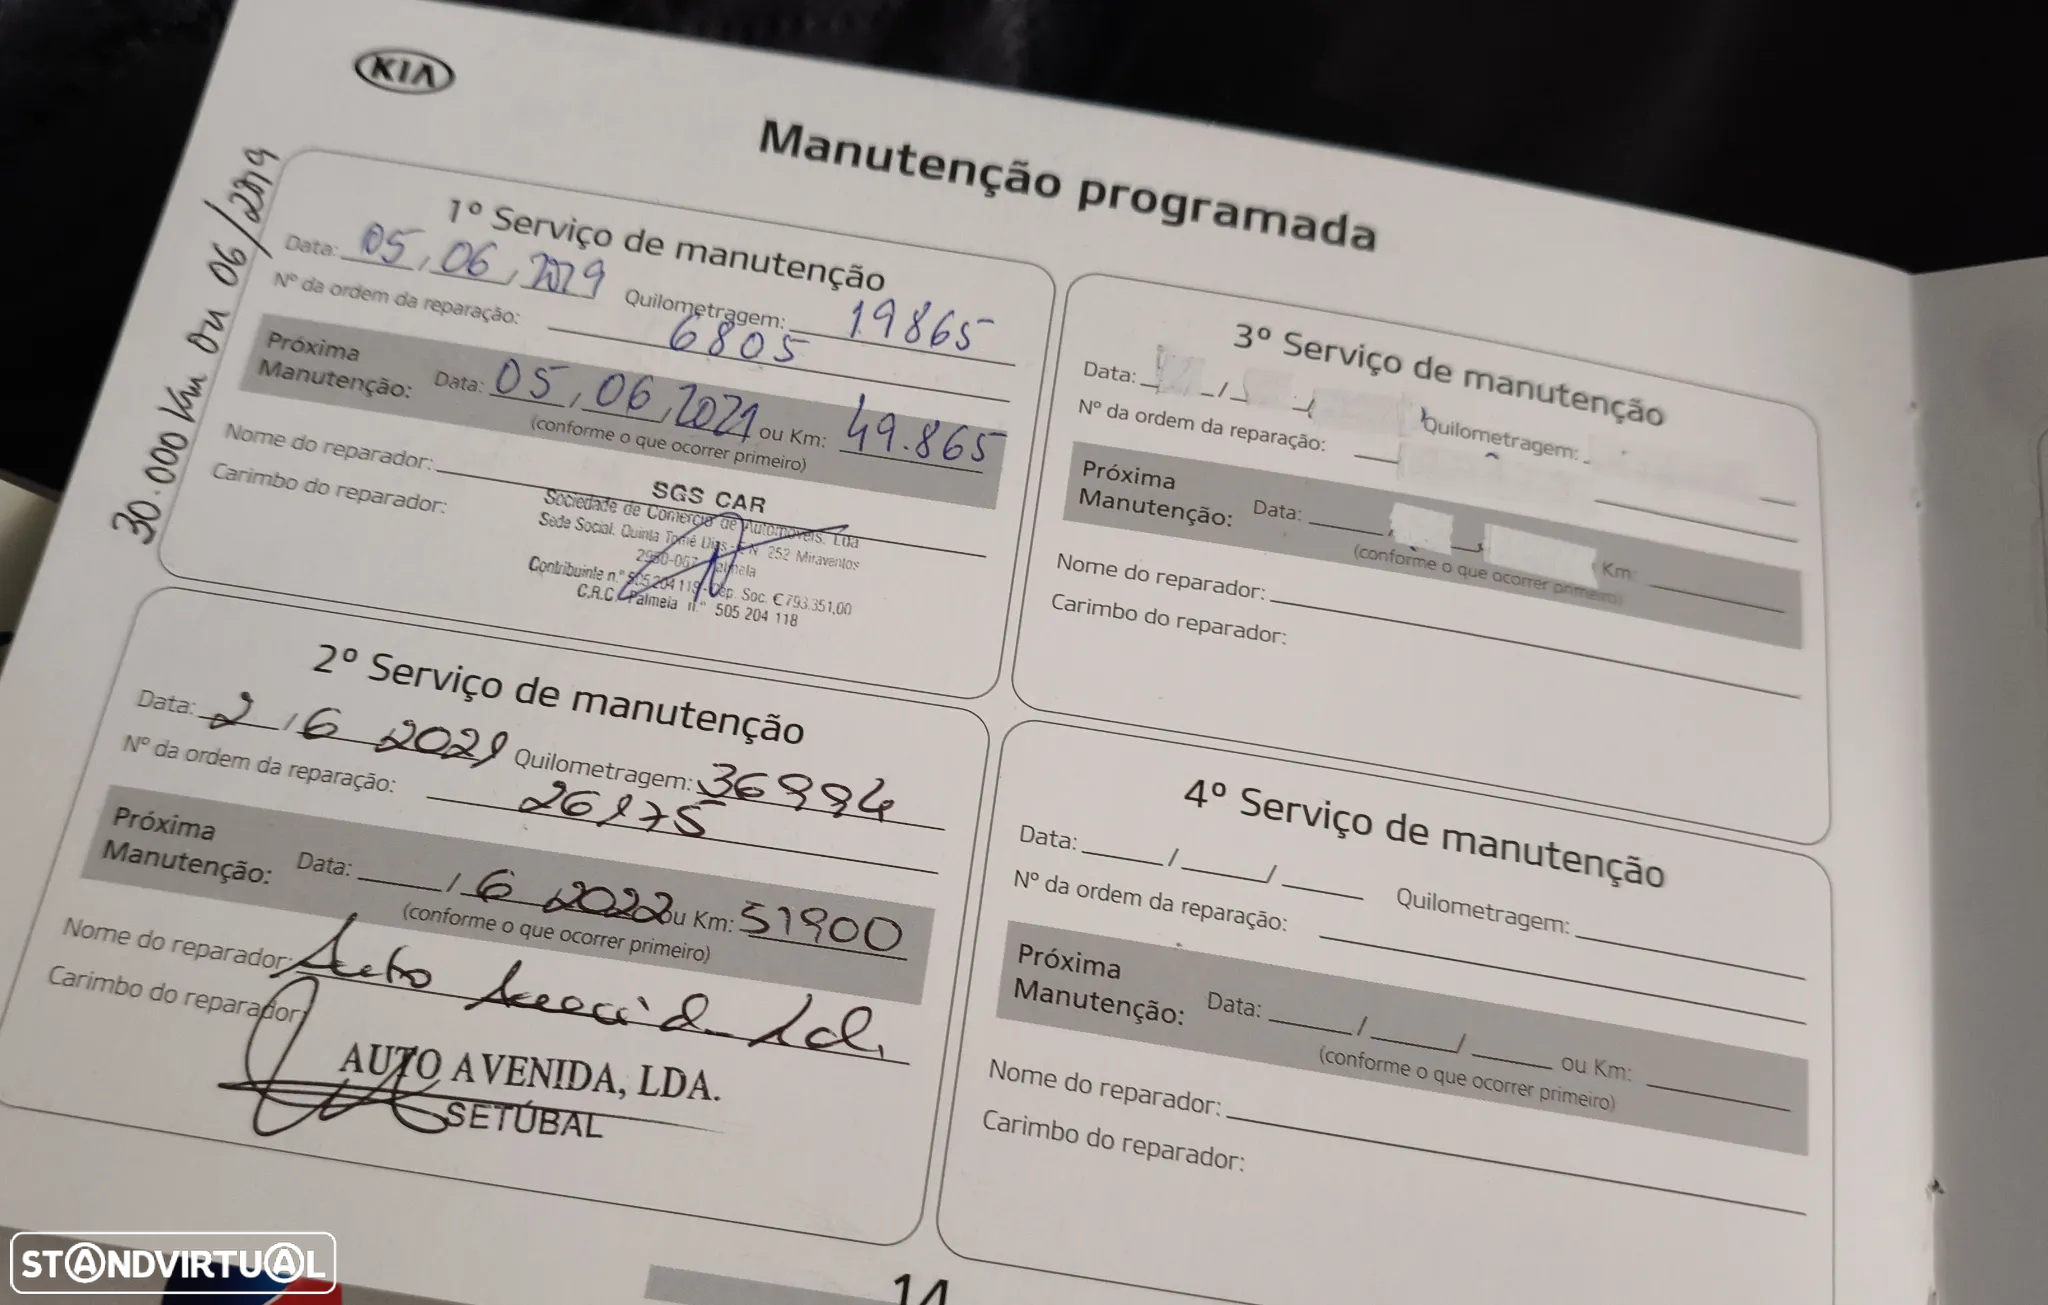 KIA
Manutenção programada
30.000 Km ou 06/2019
1º Serviço de manutenção
Data: 05, 06, 2019 Quilometragem: 19865
Nº da ordem da reparação: 6805
Próxima
Manutenção: Data: 05, 06, 2021 ou Km: 49.865
(conforme o que ocorrer primeiro)
Nome do reparador:
Carimbo do reparador:
SGS CAR
Sociedade de Comercio de Automoveis. Lda
Sede Social. Quinta Tomé Dias - E.N. 252 Miraventos
Palmela
Contribuinte n.º 505 204 118 - Cap. Soc. € 793.351,00
C.R.C. Palmela n.º 505 204 118
2º Serviço de manutenção
Data: 2 / 6 2021 Quilometragem: 36994
Nº da ordem da reparação: 26175
Próxima
Manutenção: Data: / 6 2022 ou Km: 51900
(conforme o que ocorrer primeiro)
Nome do reparador: Auto Avenida Lda.
Carimbo do reparador:
AUTO AVENIDA, LDA.
SETÚBAL
3º Serviço de manutenção
Data: / / Quilometragem:
Nº da ordem da reparação:
Próxima
Manutenção: Data: Km:
(conforme o que ocorrer primeiro)
Nome do reparador:
Carimbo do reparador:
4º Serviço de manutenção
Data: / / Quilometragem:
Nº da ordem da reparação:
Próxima
Manutenção: Data: / / ou Km:
(conforme o que ocorrer primeiro)
Nome do reparador:
Carimbo do reparador:
14
STANDVIRTUAL